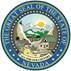 THE GREAT SEAL OF THE STATE OF
NEVADA